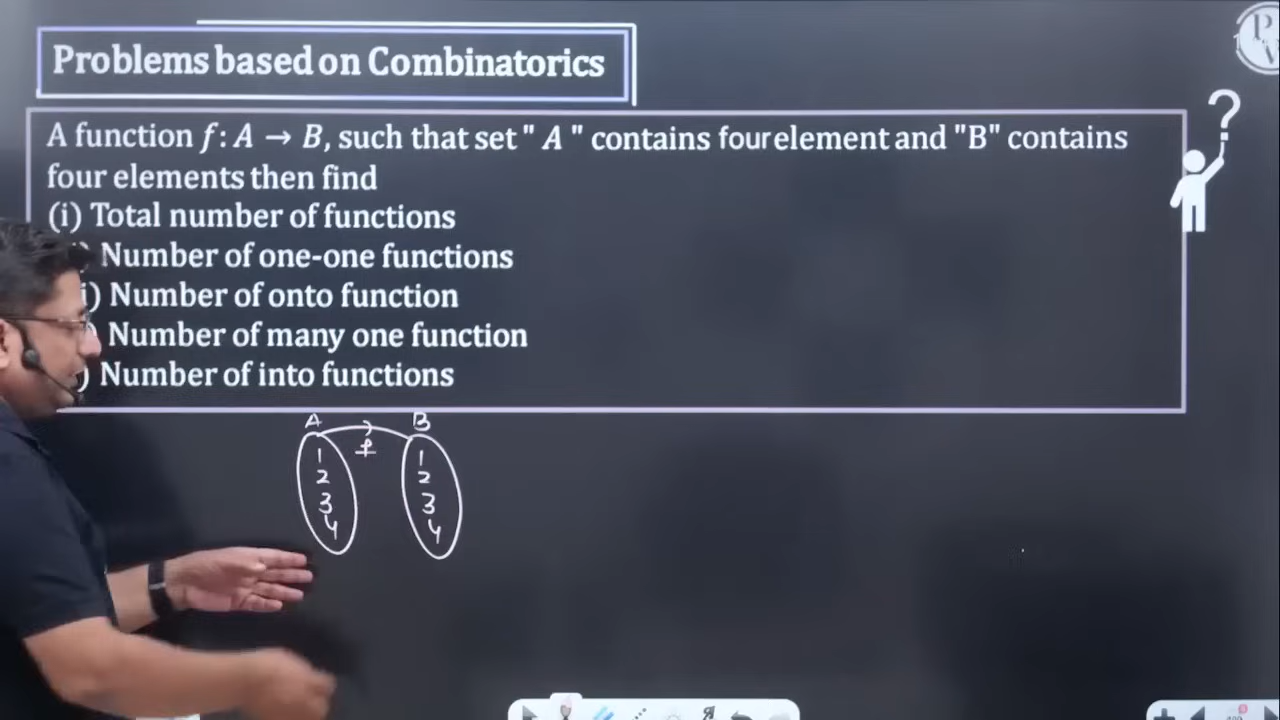 Problems based on Combinatorics
A function f: A → B, such that set " A " contains four element and "B" contains
four elements then find
(i) Total number of functions
) Number of one-one functions
i) Number of onto function
) Number of many one function
) Number of into functions
A f B
1 1
2 2
3 3
4 4
?
P